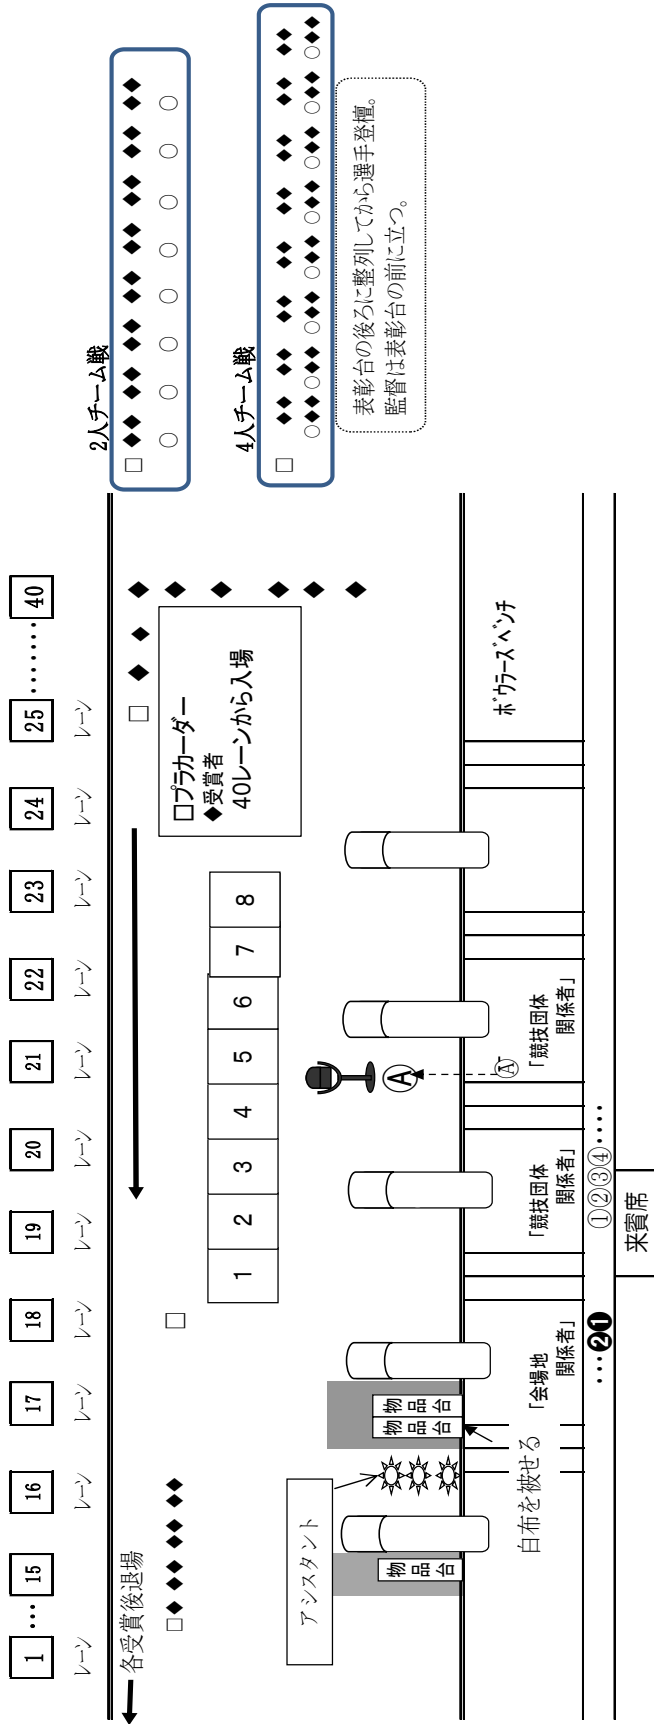 1 ・・・ 15 16 17 18 19 20 21 22 23 24 25 ・・・・・・・・ 40
レーン レーン レーン レーン レーン レーン レーン レーン レーン レーン レーン レーン
2人チーム戦
□
◆◆ ◆◆ ◆◆ ◆◆ ◆◆ ◆◆ ◆◆ ◆◆
○ ○ ○ ○ ○ ○ ○ ○
4人チーム戦
□
◆◆ ◆◆ ◆◆ ◆◆ ◆◆ ◆◆ ◆◆ ◆◆
○◆◆ ○◆◆ ○◆◆ ○◆◆ ○◆◆ ○◆◆ ○◆◆ ○◆◆
表彰台の後ろに整列してから選手登檀。
監督は表彰台の前に立つ。
各受賞後退場
□◆ ◆◆ ◆◆ ◆◆
□
□ ◆ ◆ ◆ ◆ ◆ ◆ ◆ ◆
□プラカーダー
◆受賞者
40レーンから入場
1 2 3 4 5 6 7 8
アシスタント
物品台
物品台
物品台
白布を被せる
Ⓐ
Ⓐ
「会場地
関係者」
「競技団体
関係者」
「競技団体
関係者」
ボウラーズベンチ
・・・❷❶
①②③④・・・・
来賓席